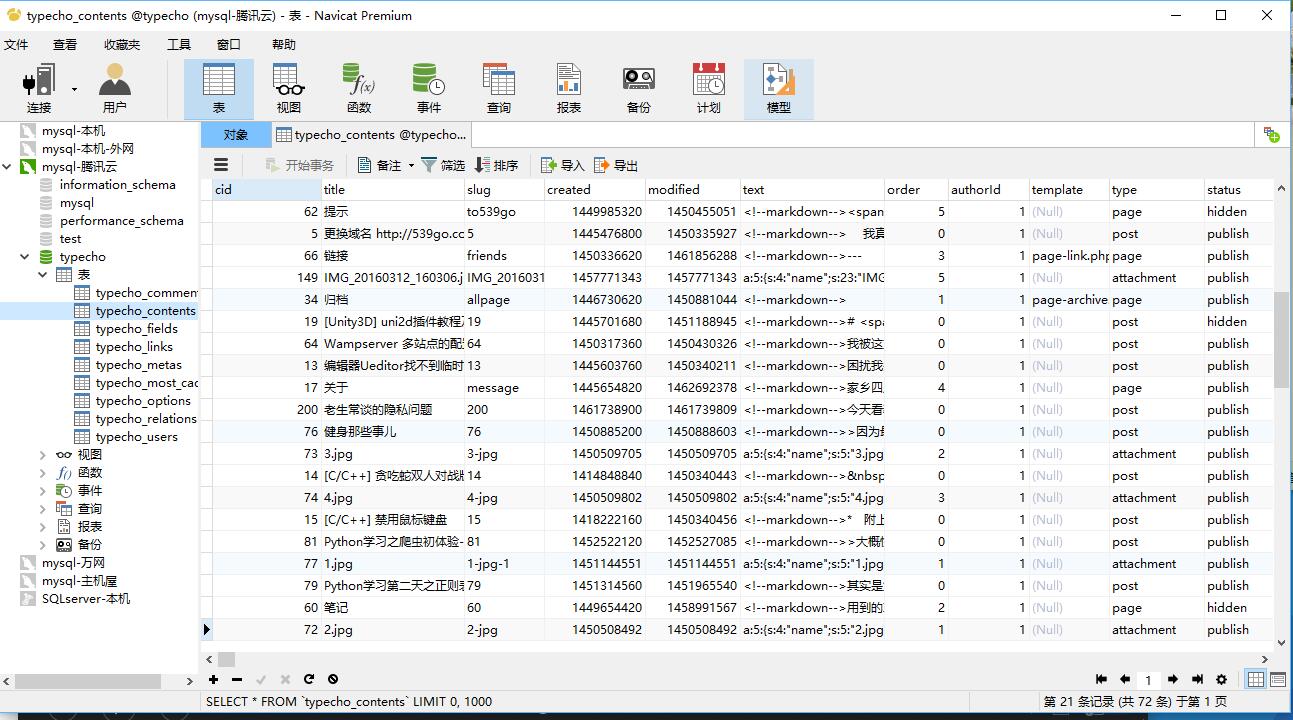 typecho_contents @typecho (mysql-腾讯云) - 表 - Navicat Premium
文件 查看 收藏夹 工具 窗口 帮助
连接 用户 表 视图 函数 事件 查询 报表 备份 计划 模型
对象 typecho_contents @typecho...
开始事务 备注 筛选 排序 导入 导出
mysql-本机
mysql-本机-外网
mysql-腾讯云
information_schema
mysql
performance_schema
test
typecho
表
typecho_commen
typecho_contents
typecho_fields
typecho_links
typecho_metas
typecho_most_cac
typecho_options
typecho_relations
typecho_users
视图
函数
事件
查询
报表
备份
mysql-万网
mysql-主机屋
SQLserver-本机
cid title slug created modified text order authorId template type status
62 提示 to539go 1449985320 1450455051 <!--markdown--><span 5 1 (Null) page hidden
5 更换域名 http://539go.cc 5 1445476800 1450335927 <!--markdown--> 我真 0 1 (Null) post publish
66 链接 friends 1450336620 1461856288 <!--markdown-->--- 3 1 page-link.php page publish
149 IMG_20160312_160306.j IMG_2016031 1457771343 1457771343 a:5:{s:4:"name";s:23:"IMG 5 1 (Null) attachment publish
34 归档 allpage 1446730620 1450881044 <!--markdown--> 1 1 page-archive page publish
19 [Unity3D] uni2d插件教程 19 1445701680 1451188945 <!--markdown--># <spa 0 1 (Null) post hidden
64 Wampserver 多站点的配 64 1450317360 1450430326 <!--markdown-->我被这 0 1 (Null) post publish
13 编辑器Ueditor找不到临时 13 1445603760 1450340211 <!--markdown-->困扰我 0 1 (Null) post publish
17 关于 message 1445654820 1462692378 <!--markdown-->家乡四 4 1 (Null) page publish
200 老生常谈的隐私问题 200 1461738900 1461739809 <!--markdown-->今天看 0 1 (Null) post publish
76 健身那些事儿 76 1450885200 1450888603 <!--markdown-->>因为 0 1 (Null) post publish
73 3.jpg 3-jpg 1450509705 1450509705 a:5:{s:4:"name";s:5:"3.jpg 2 1 (Null) attachment publish
14 [C/C++] 贪吃蛇双人对战 14 1414848840 1450340443 <!--markdown-->&nbsp 0 1 (Null) post publish
74 4.jpg 4-jpg 1450509802 1450509802 a:5:{s:4:"name";s:5:"4.jpg 3 1 (Null) attachment publish
15 [C/C++] 禁用鼠标键盘 15 1418222160 1450340456 <!--markdown-->* 附上 0 1 (Null) post publish
81 Python学习之爬虫初体验- 81 1452522120 1452527085 <!--markdown-->>大概 0 1 (Null) post publish
77 1.jpg 1-jpg-1 1451144551 1451144551 a:5:{s:4:"name";s:5:"1.jpg 1 1 (Null) attachment publish
79 Python学习第二天之正则 79 1451314560 1451965540 <!--markdown-->其实是 0 1 (Null) post publish
60 笔记 60 1449654420 1458991567 <!--markdown-->用到的 2 1 (Null) page hidden
72 2.jpg 2-jpg 1450508492 1450508492 a:5:{s:4:"name";s:5:"2.jpg 1 1 (Null) attachment publish
1
SELECT * FROM `typecho_contents` LIMIT 0, 1000 第 21 条记录 (共 72 条) 于第 1 页